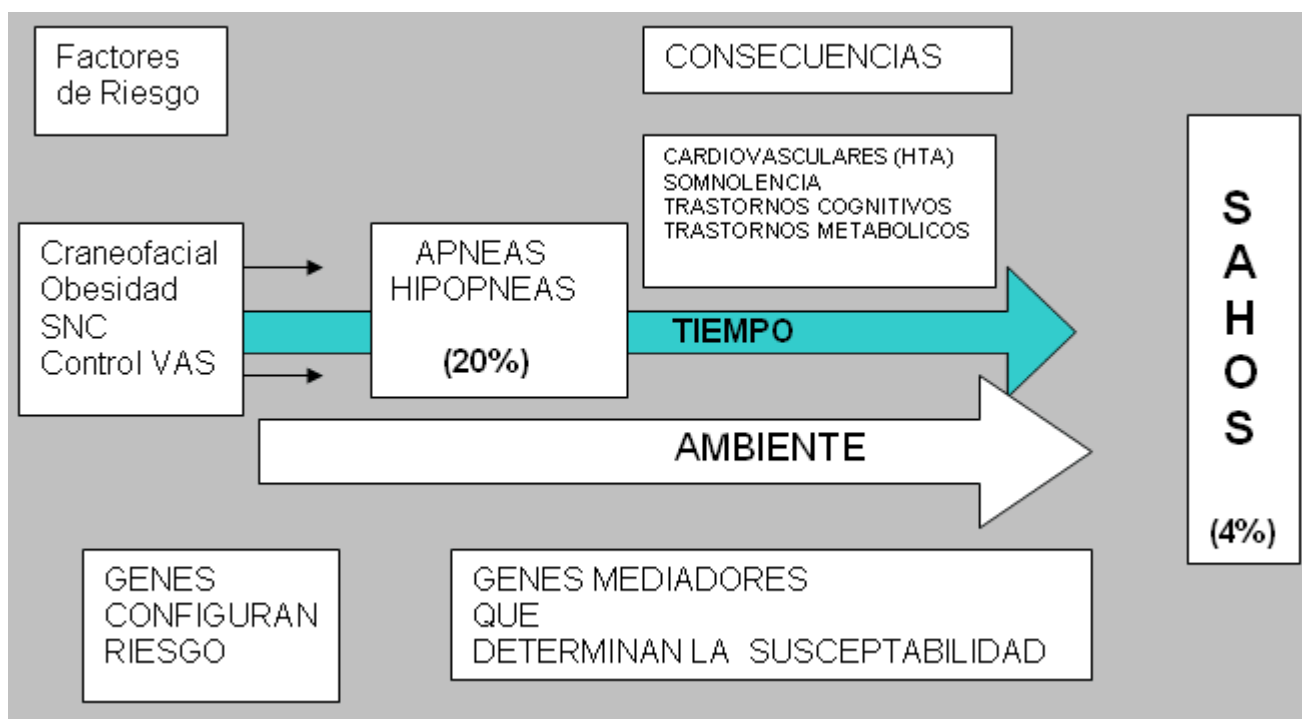 Factores
de Riesgo
CONSECUENCIAS
CARDIOVASCULARES (HTA)
SOMNOLENCIA
TRASTORNOS COGNITIVOS
TRASTORNOS METABOLICOS
Craneofacial
Obesidad
SNC
Control VAS
APNEAS
HIPOPNEAS
(20%)
TIEMPO
AMBIENTE
S
A
H
O
S
(4%)
GENES
CONFIGURAN
RIESGO
GENES MEDIADORES
QUE
DETERMINAN LA SUSCEPTABILIDAD